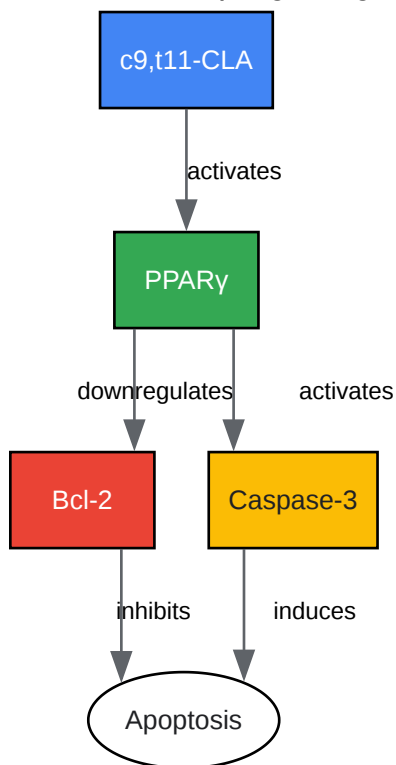 c9,t11-CLA
activates
PPARγ
downregulates
activates
Bcl-2
Caspase-3
inhibits
induces
Apoptosis